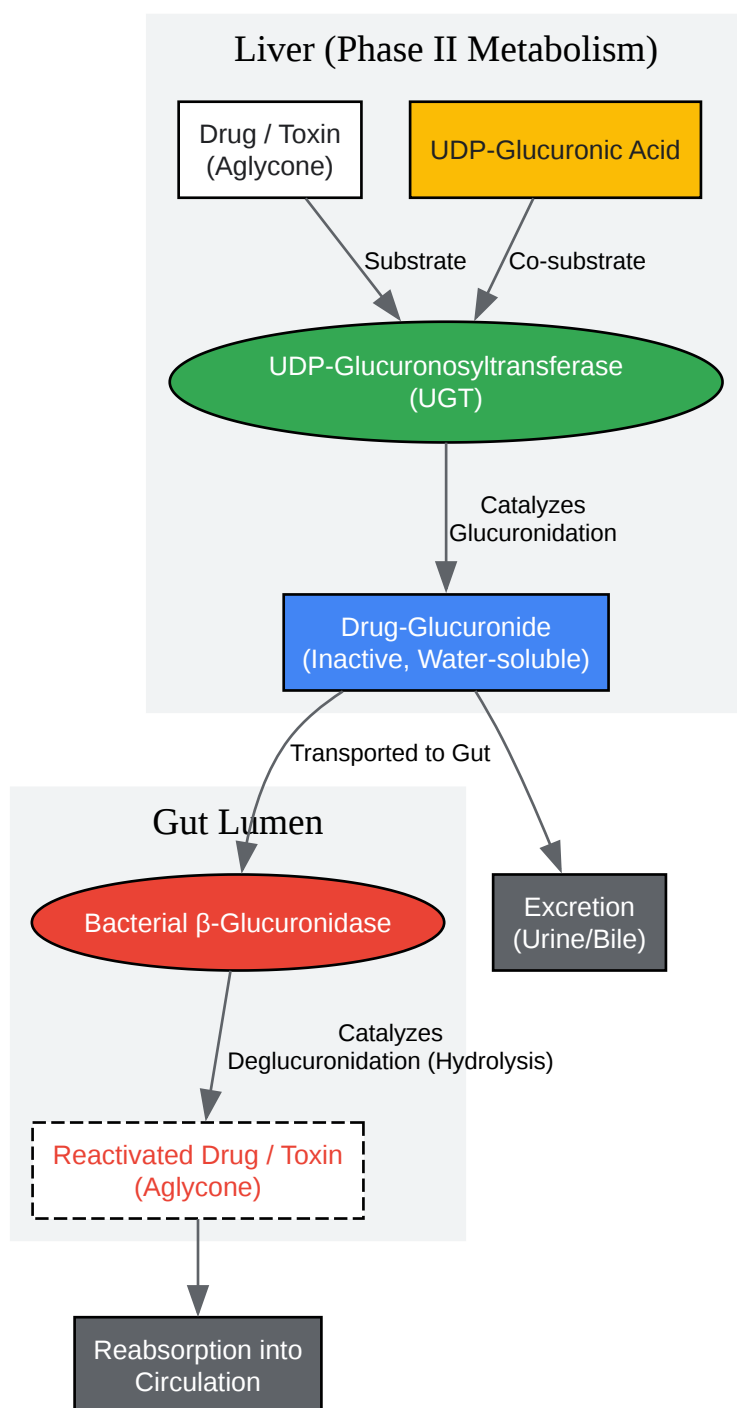 Liver (Phase II Metabolism)
Drug / Toxin
(Aglycone)
UDP-Glucuronic Acid
Substrate
Co-substrate
UDP-Glucuronosyltransferase
(UGT)
Catalyzes
Glucuronidation
Drug-Glucuronide
(Inactive, Water-soluble)
Transported to Gut
Gut Lumen
Bacterial β-Glucuronidase
Excretion
(Urine/Bile)
Catalyzes
Deglucuronidation (Hydrolysis)
Reactivated Drug / Toxin
(Aglycone)
Reabsorption into
Circulation